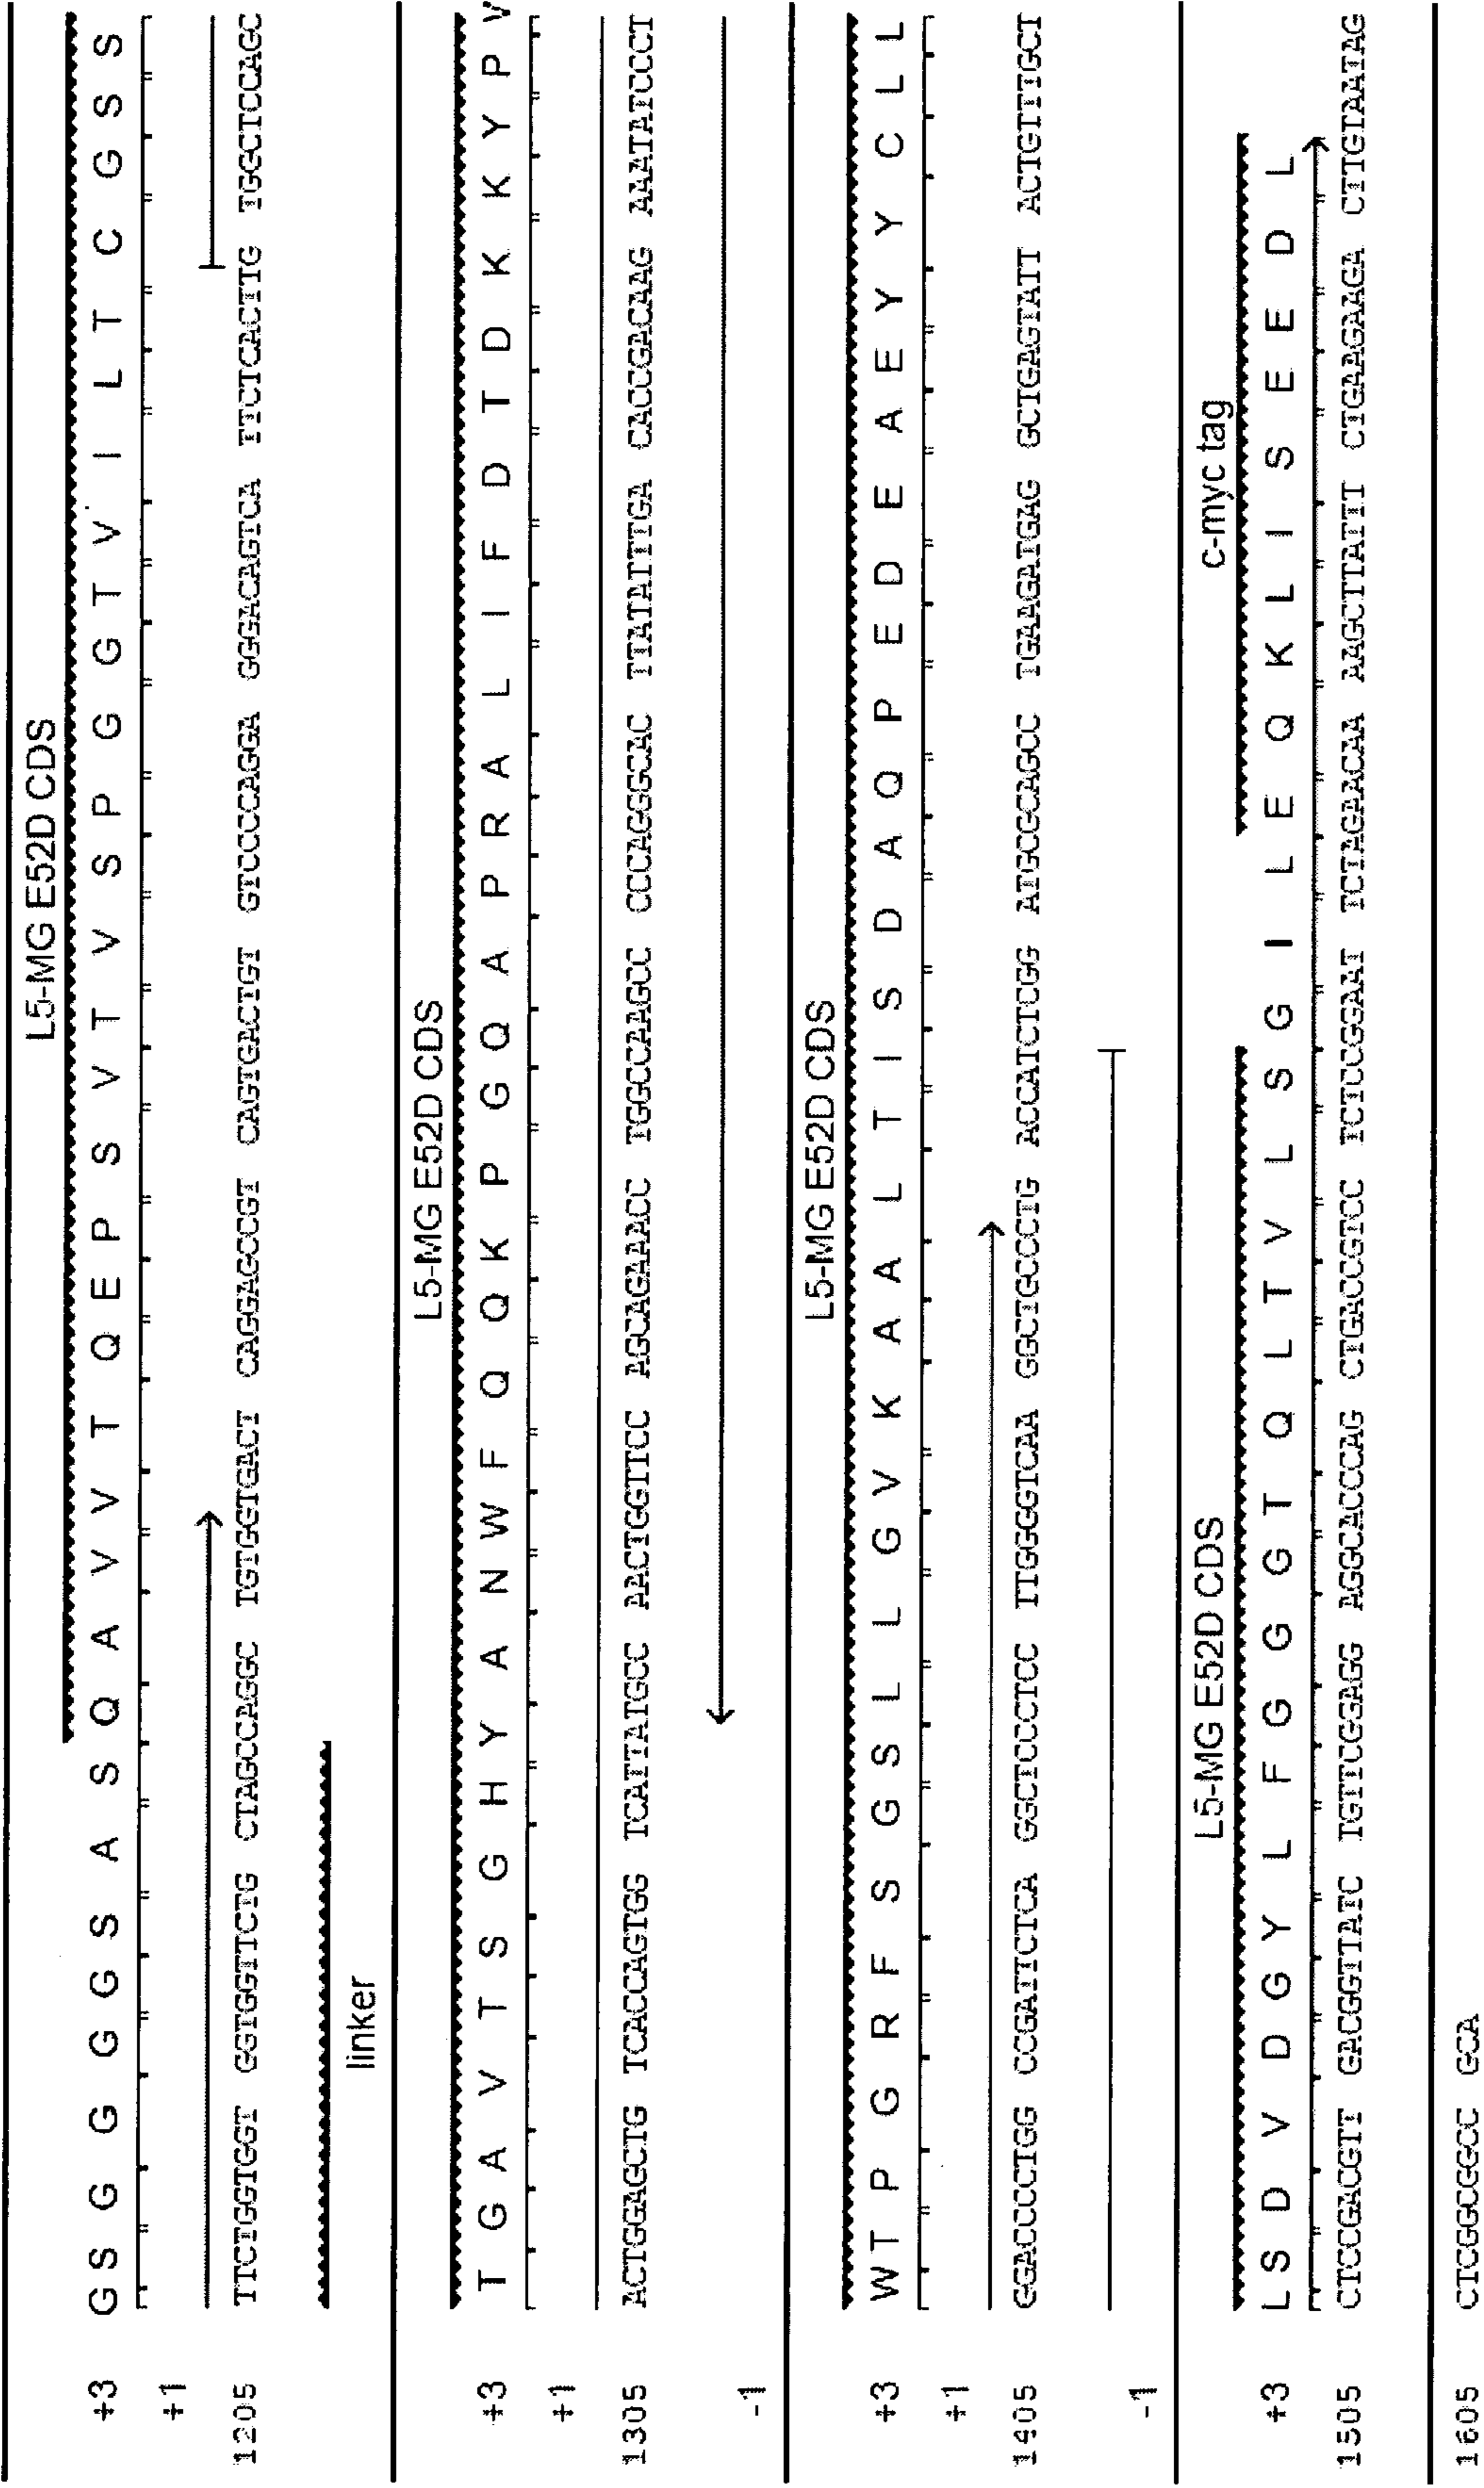 L5-MG E52D CDS
+3 G S G G G G S A S Q A V V T Q E P S V T V S P G G T V I L T C G S S
+1
1205 TTCTGGTGGT GGTGGTTCTG CTAGCCAGGC TGTGGTGACT CAGGAGCCGT CAGTGACTGT GTCCCCAGGA GGGACAGTCA TTCTCACTTG TGGCTCCAGC
linker
L5-MG E52D CDS
+3 T G A V T S G H Y A N W F Q Q K P G Q A P R A L I F D T D K K Y P V
+1
1305 ACTGGAGCTG TCACCAGTGG TCATTATGCC AACTGGTTCC AGCAGAAACC TGGCCAAGCC CCCAGGGCAC TTATATTTGA CACCGACAAG AAATATCCCT
-1
L5-MG E52D CDS
+3 W T P G R F S G S L L G V K A A L T I S D A Q P E D E A E Y Y C L L
+1
1405 GGACCCCTGG CCGATTCTCA GGCTCCCTCC TTGGGGTCAA GGCTGCCCTG ACCATCTCGG ATGCGCAGCC TGAAGATGAG GCTGAGTATT ACTGTTTGCT
-1
L5-MG E52D CDS c-myc tag
+3 L S D V D G Y L F G G G T Q L T V L S G I L E Q K L I S E E D L
1505 CTCCGACGTT GACGGTTATC TGTTCGGAGG AGGCACCCAG CTGACCGTCC TCTCCGGAAT TCTAGAACAA AAGCTTATTT CTGAAGAAGA CTTGTAATAG
1605 CTCGGCGGCC GCA